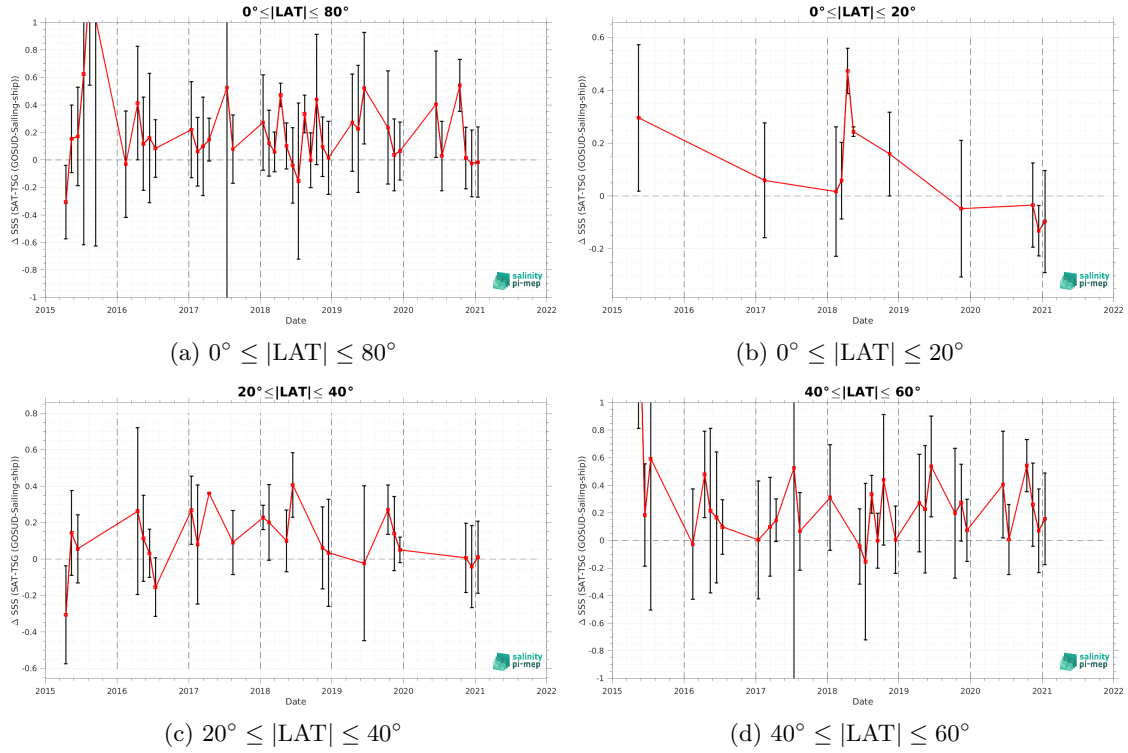 0°≤|LAT|≤ 80°
Δ SSS (SAT-TSG (GOSUD-Sailing-ship))
1
0.8
0.6
0.4
0.2
0
-0.2
-0.4
-0.6
-0.8
-1
2015 2016 2017 2018 2019 2020 2021 2022
Date
salinity
pi-mep
(a) 0° ≤ |LAT| ≤ 80°
0°≤|LAT|≤ 20°
Δ SSS (SAT-TSG (GOSUD-Sailing-ship))
0.6
0.4
0.2
0
-0.2
2015 2016 2017 2018 2019 2020 2021 2022
Date
salinity
pi-mep
(b) 0° ≤ |LAT| ≤ 20°
20°≤|LAT|≤ 40°
Δ SSS (SAT-TSG (GOSUD-Sailing-ship))
0.8
0.6
0.4
0.2
0
-0.2
-0.4
-0.6
2015 2016 2017 2018 2019 2020 2021 2022
Date
salinity
pi-mep
(c) 20° ≤ |LAT| ≤ 40°
40°≤|LAT|≤ 60°
Δ SSS (SAT-TSG (GOSUD-Sailing-ship))
1
0.8
0.6
0.4
0.2
0
-0.2
-0.4
-0.6
-0.8
-1
2015 2016 2017 2018 2019 2020 2021 2022
Date
salinity
pi-mep
(d) 40° ≤ |LAT| ≤ 60°